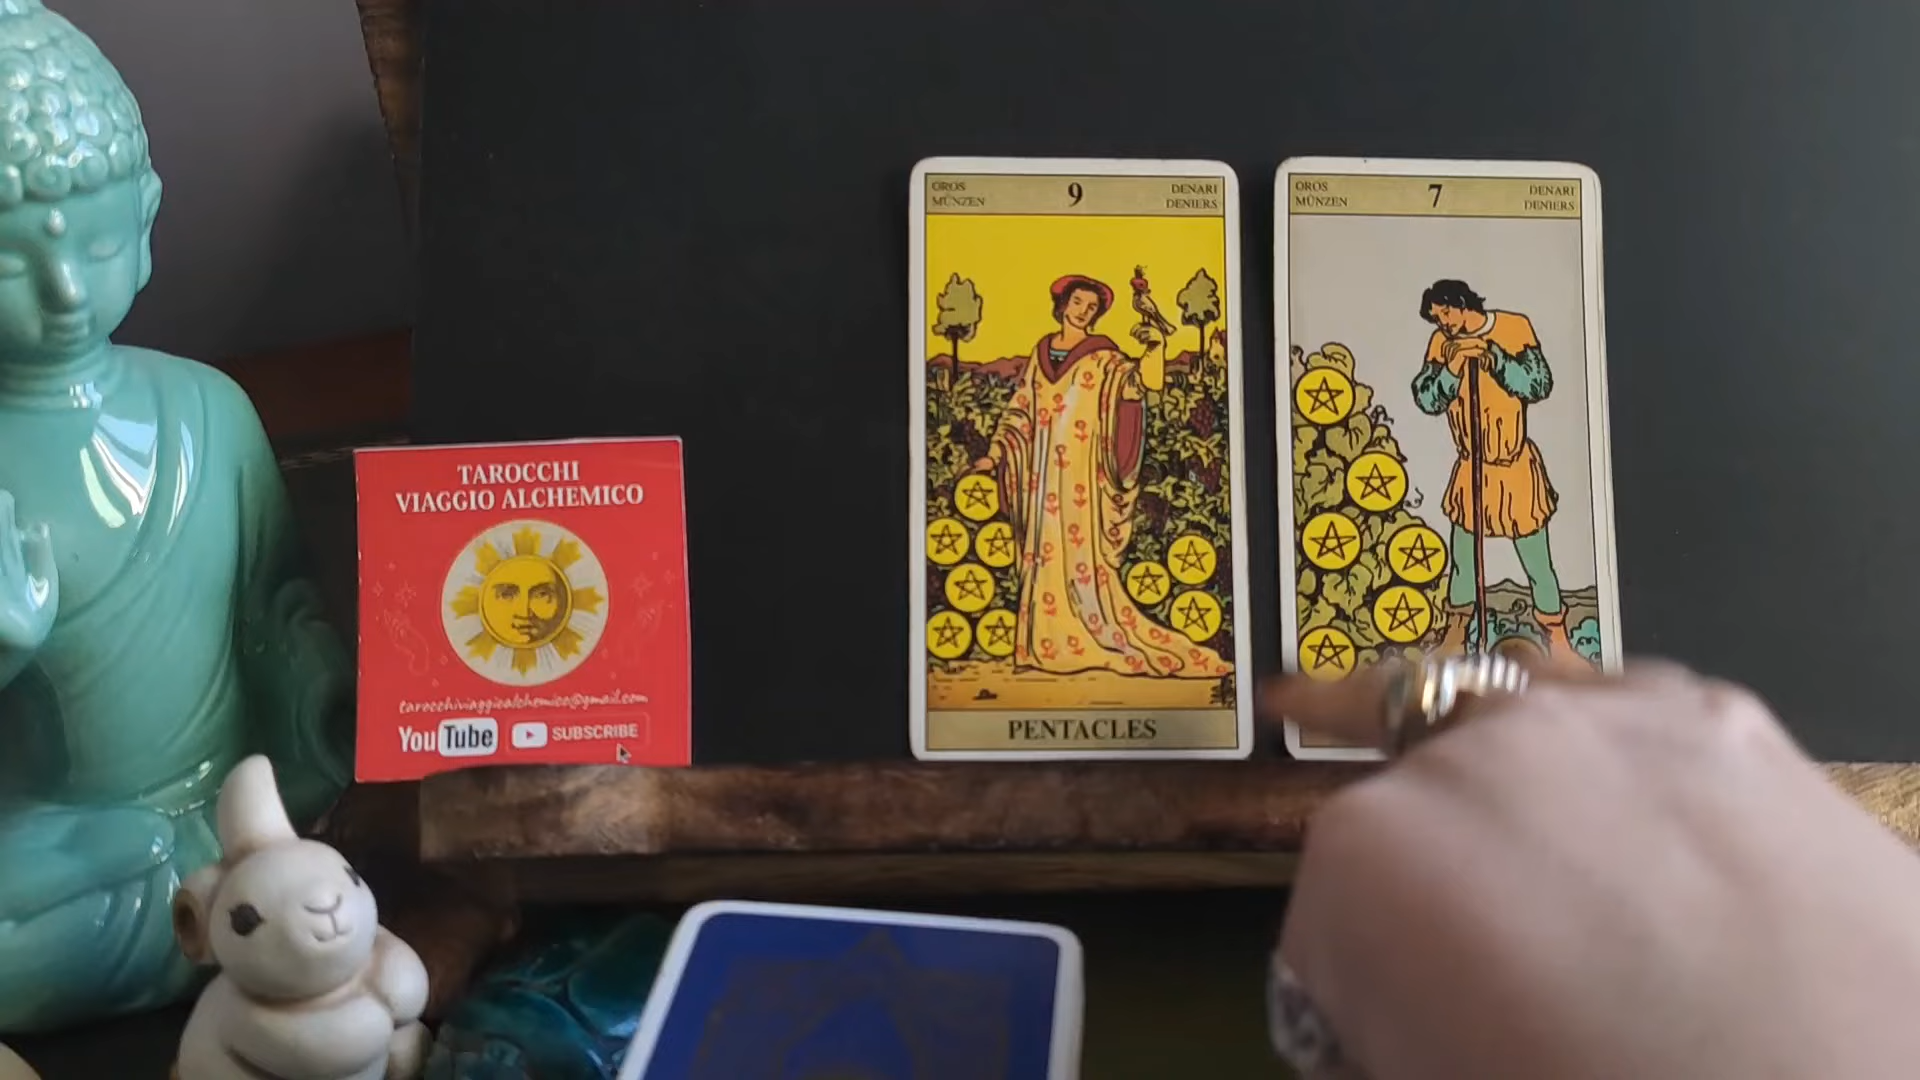 TAROCCHI
VIAGGIO ALCHEMICO
tarocchiviaggioalchemico@gmail.com
YouTube SUBSCRIBE
OROS
MÜNZEN
9
DENARI
DENIERS
PENTACLES
OROS
MÜNZEN
7
DENARI
DENIERS